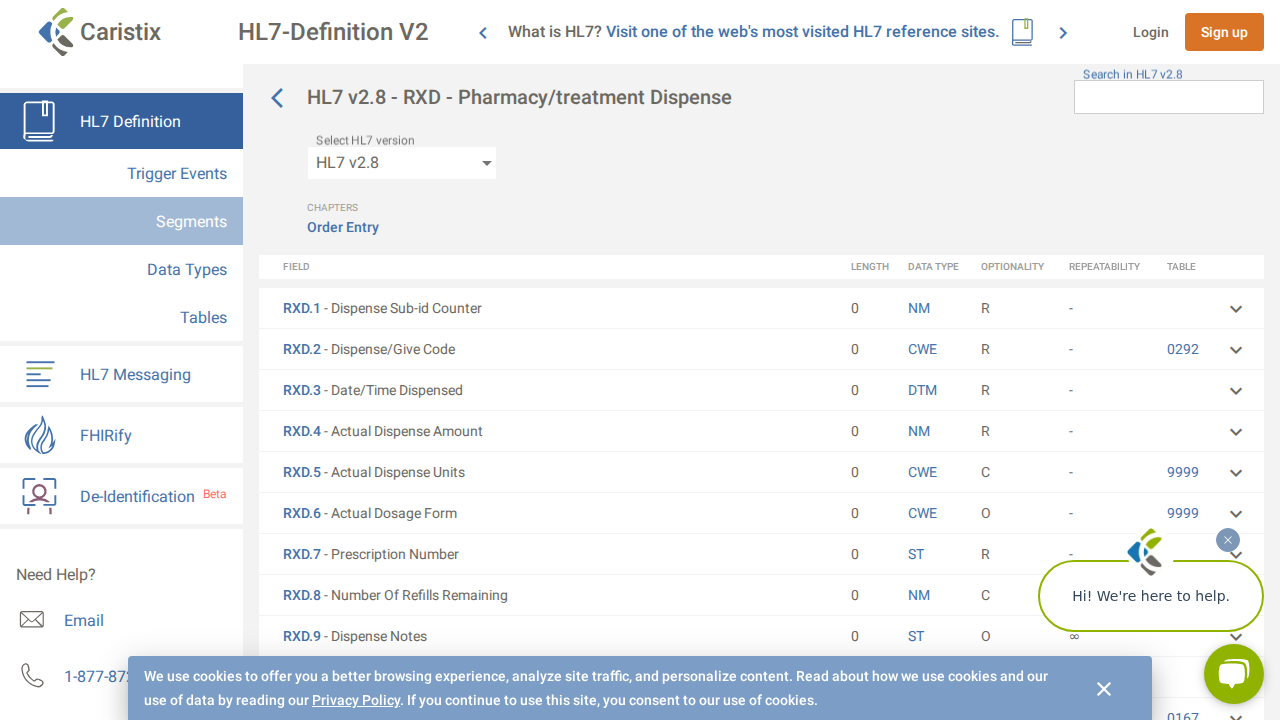 Caristix
HL7-Definition V2
What is HL7? Visit one of the web's most visited HL7 reference sites.
Login
Sign up
HL7 Definition
Trigger Events
Segments
Data Types
Tables
HL7 Messaging
FHIRify
De-Identification Beta
Need Help?
Email
1-877-872
HL7 v2.8 - RXD - Pharmacy/treatment Dispense
Search in HL7 v2.8
Select HL7 version
HL7 v2.8
CHAPTERS
Order Entry
FIELD LENGTH DATA TYPE OPTIONALITY REPEATABILITY TABLE
RXD.1 - Dispense Sub-id Counter 0 NM R -
RXD.2 - Dispense/Give Code 0 CWE R - 0292
RXD.3 - Date/Time Dispensed 0 DTM R -
RXD.4 - Actual Dispense Amount 0 NM R -
RXD.5 - Actual Dispense Units 0 CWE C - 9999
RXD.6 - Actual Dosage Form 0 CWE O - 9999
RXD.7 - Prescription Number 0 ST R -
RXD.8 - Number Of Refills Remaining 0 NM C
RXD.9 - Dispense Notes 0 ST O ∞
0167
Hi! We're here to help.
We use cookies to offer you a better browsing experience, analyze site traffic, and personalize content. Read about how we use cookies and our
use of data by reading our Privacy Policy. If you continue to use this site, you consent to our use of cookies.